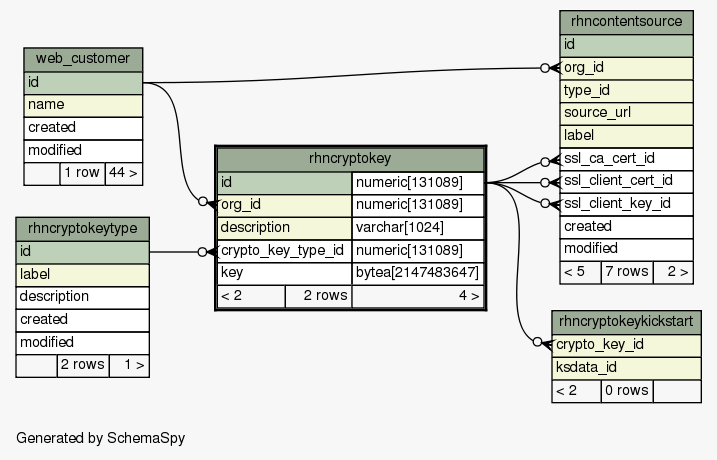 web_customer
id
name
created
modified
1 row 44 >
rhncryptokeytype
id
label
description
created
modified
2 rows 1 >
rhncryptokey
id numeric[131089]
org_id numeric[131089]
description varchar[1024]
crypto_key_type_id numeric[131089]
key bytea[2147483647]
< 2 2 rows 4 >
rhncontentsource
id
org_id
type_id
source_url
label
ssl_ca_cert_id
ssl_client_cert_id
ssl_client_key_id
created
modified
< 5 7 rows 2 >
rhncryptokeykickstart
crypto_key_id
ksdata_id
< 2 0 rows
Generated by SchemaSpy